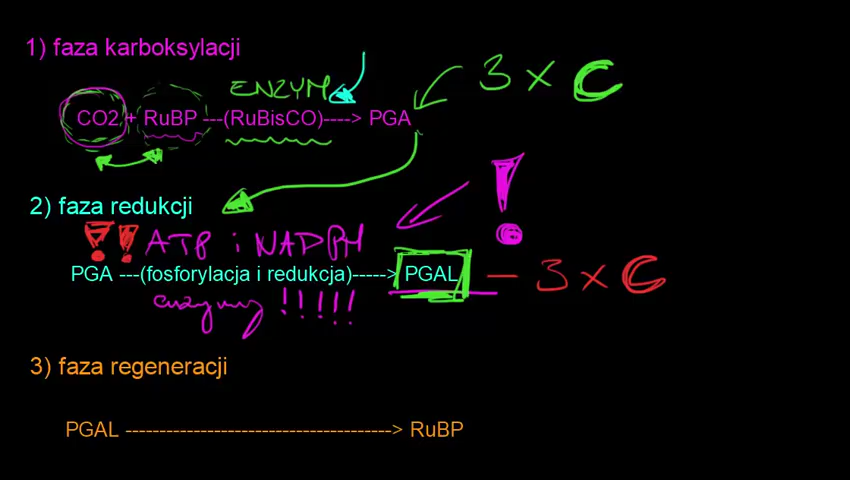 1) faza karboksylacji
3 x C
ENZYM
CO2 + RuBP ---(RuBisCO)----> PGA
2) faza redukcji
!
!! ATP i NADPH
PGA ---(fosforylacja i redukcja)-----> PGAL - 3 x C
enzymy !!!!!
3) faza regeneracji
PGAL ----------------------------------------> RuBP